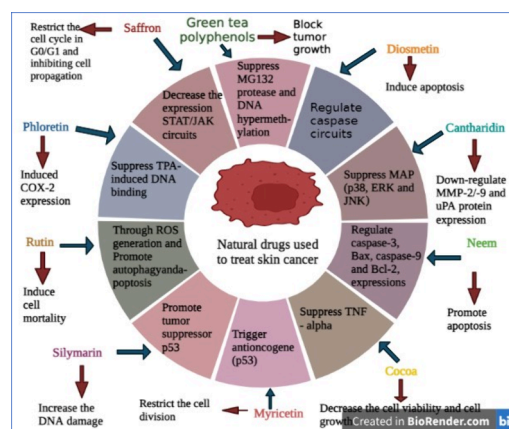 Restrict the
cell cycle in
G0/G1 and
inhibiting cell
propagation
Saffron
Green tea
polyphenols
Block
tumor
growth
Diosmetin
Induce apoptosis
Suppress
MG132
protease and
DNA
hypermeth-
ylation
Decrease the
expression
STAT/JAK
circuits
Regulate
caspase
circuits
Phloretin
Induced
COX-2
expression
Suppress TPA-
induced DNA
binding
Cantharidin
Down-regulate
MMP-2/-9 and
uPA protein
expression
Suppress MAP
(p38, ERK and
JNK)
Natural drugs used
to treat skin cancer
Rutin
Induce
cell
mortality
Through ROS
generation and
Promote
autophagyanda-
poptosis
Regulate
caspase-3,
Bax, caspase-9
and Bcl-2,
expressions
Neem
Promote
apoptosis
Promote
tumor
suppressor
p53
Trigger
antioncogene
(p53)
Suppress TNF
- alpha
Silymarin
Increase the
DNA damage
Restrict the cell
division
Myricetin
Cocoa
Decrease the cell viability and cell
growth
Created in BioRender.com